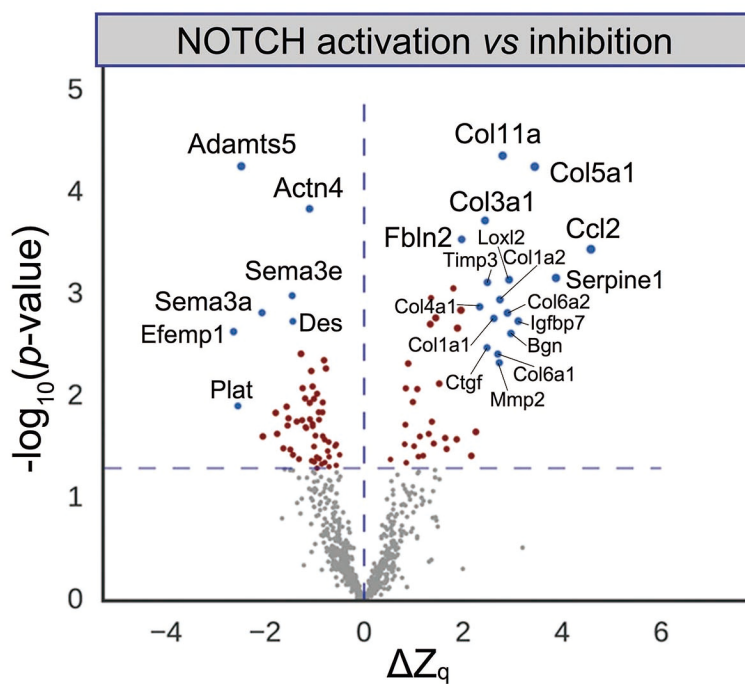 NOTCH activation vs inhibition
5
4
3
2
1
0
-log10(p-value)
Adamts5
Actn4
Sema3e
Sema3a
Des
Efemp1
Plat
Col11a
Col5a1
Col3a1
Ccl2
Fbln2
Loxl2
Timp3
Col1a2
Serpine1
Col4a1
Col6a2
Igfbp7
Col1a1
Bgn
Ctgf
Col6a1
Mmp2
−4
−2
0
2
4
6
ΔZq